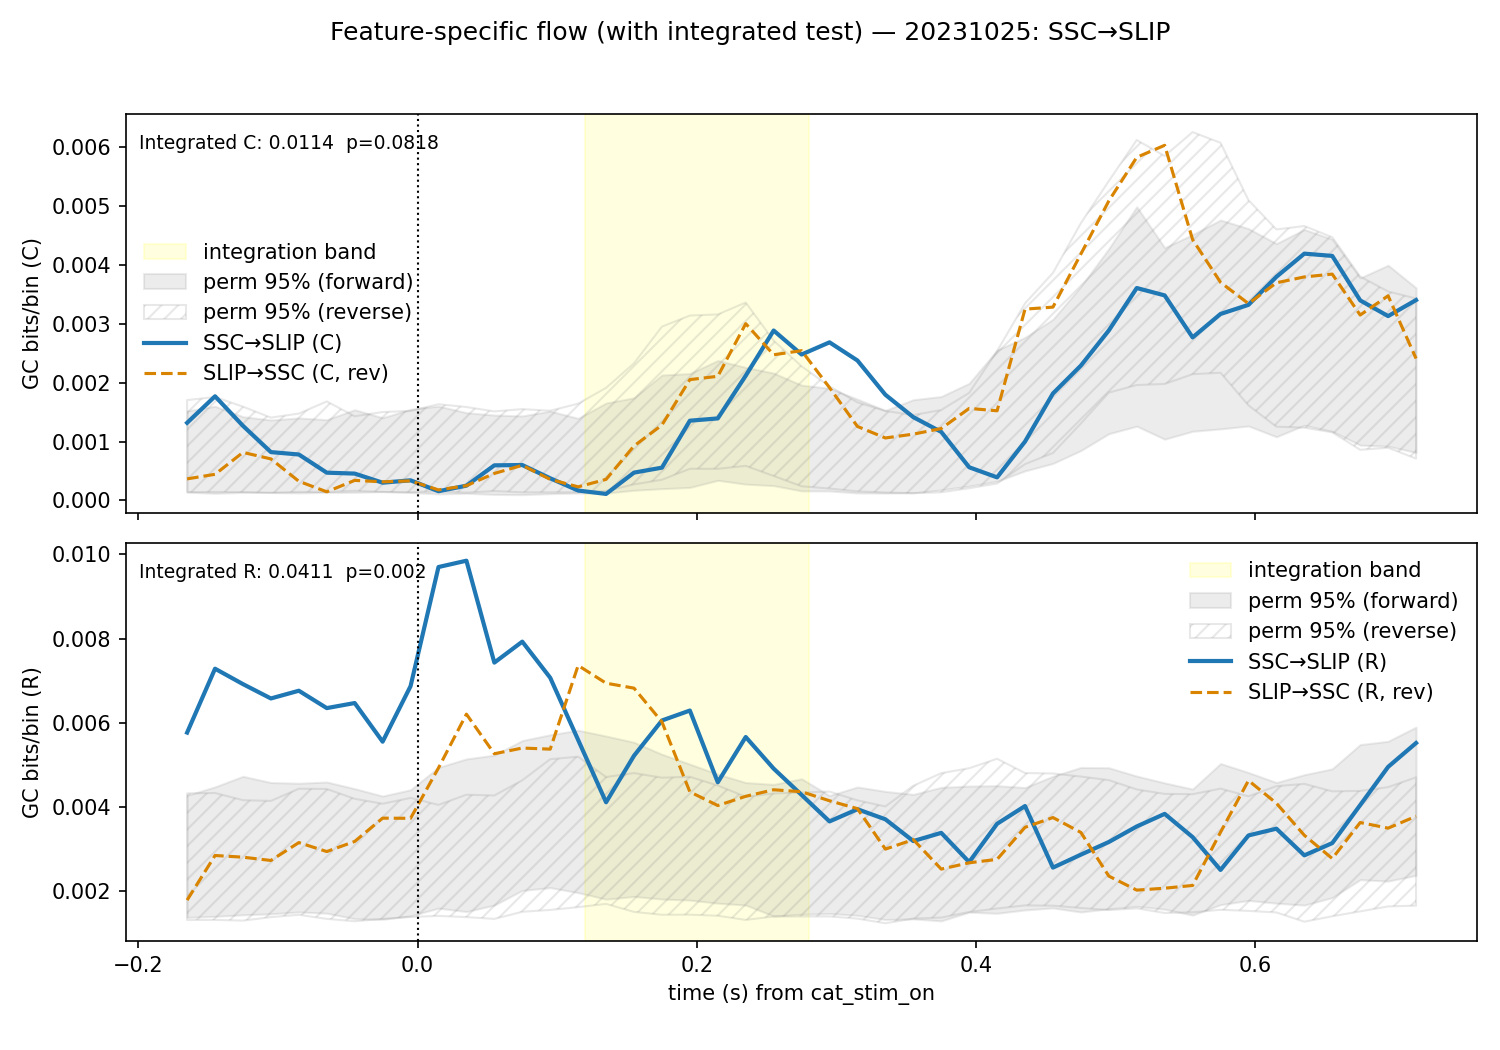 Feature-specific flow (with integrated test) — 20231025: SSC→SLIP
Integrated C: 0.0114  p=0.0818
integration band
perm 95% (forward)
perm 95% (reverse)
SSC→SLIP (C)
SLIP→SSC (C, rev)
GC bits/bin (C)
0.006
0.005
0.004
0.003
0.002
0.001
0.000
Integrated R: 0.0411  p=0.002
integration band
perm 95% (forward)
perm 95% (reverse)
SSC→SLIP (R)
SLIP→SSC (R, rev)
GC bits/bin (R)
0.010
0.008
0.006
0.004
0.002
−0.2 0.0 0.2 0.4 0.6
time (s) from cat_stim_on